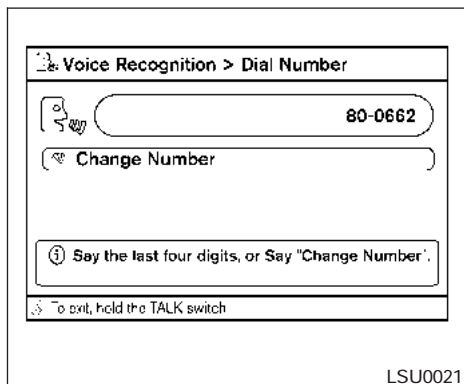 Voice Recognition > Dial Number
80-0662
Change Number
Say the last four digits, or Say "Change Number".
To exit, hold the TALK switch
LSU0021